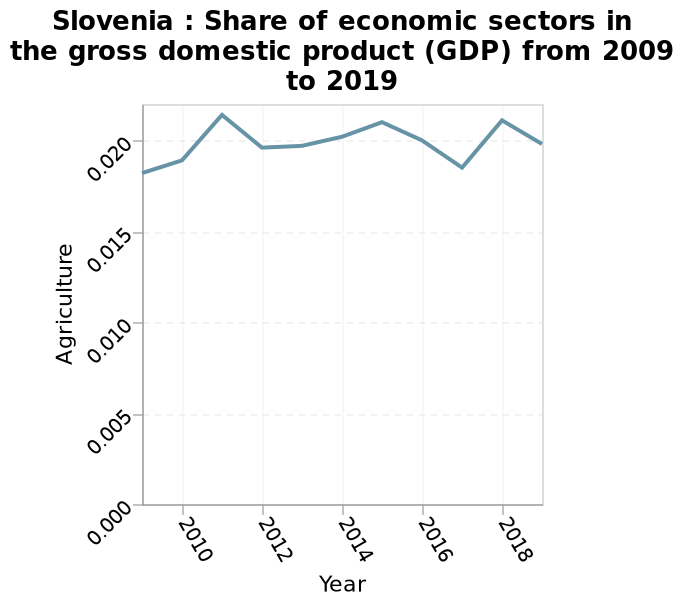 Slovenia : Share of economic sectors in
the gross domestic product (GDP) from 2009
to 2019
0.020
0.015
0.010
0.005
0.000
Agriculture
2010
2012
2014
2016
2018
Year